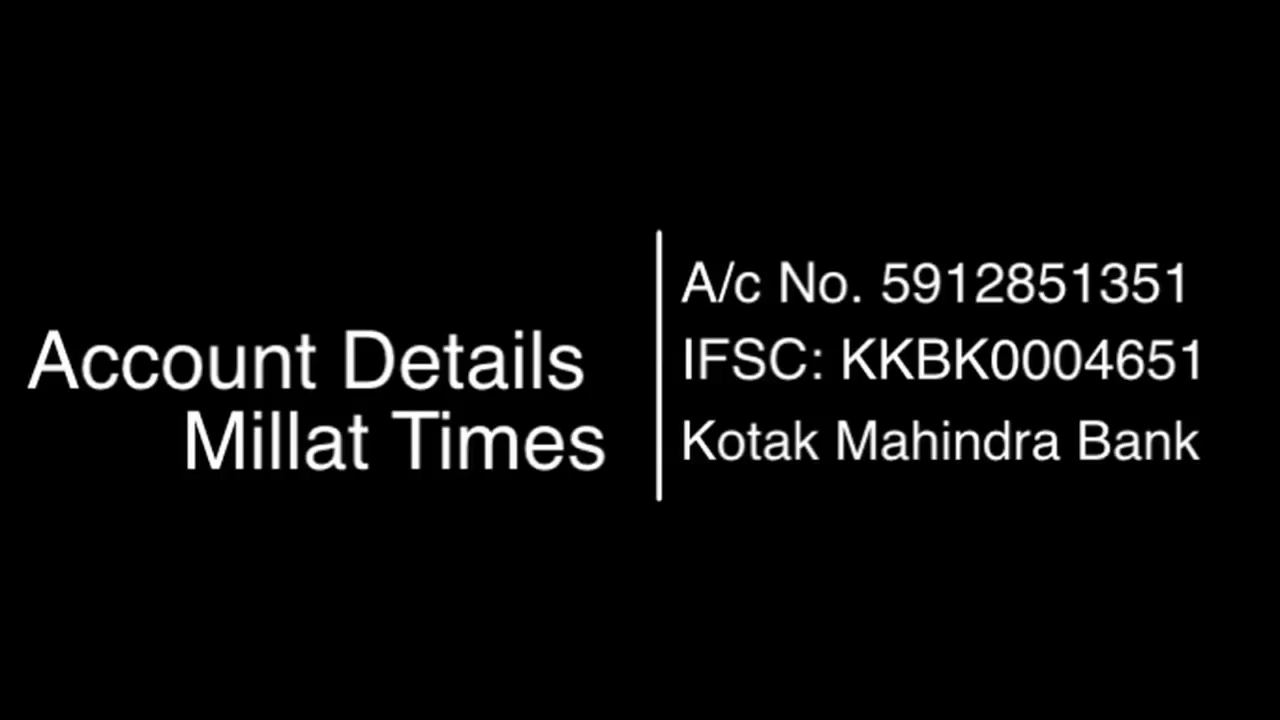 Account Details
Millat Times
A/c No. 5912851351
IFSC: KKBK0004651
Kotak Mahindra Bank